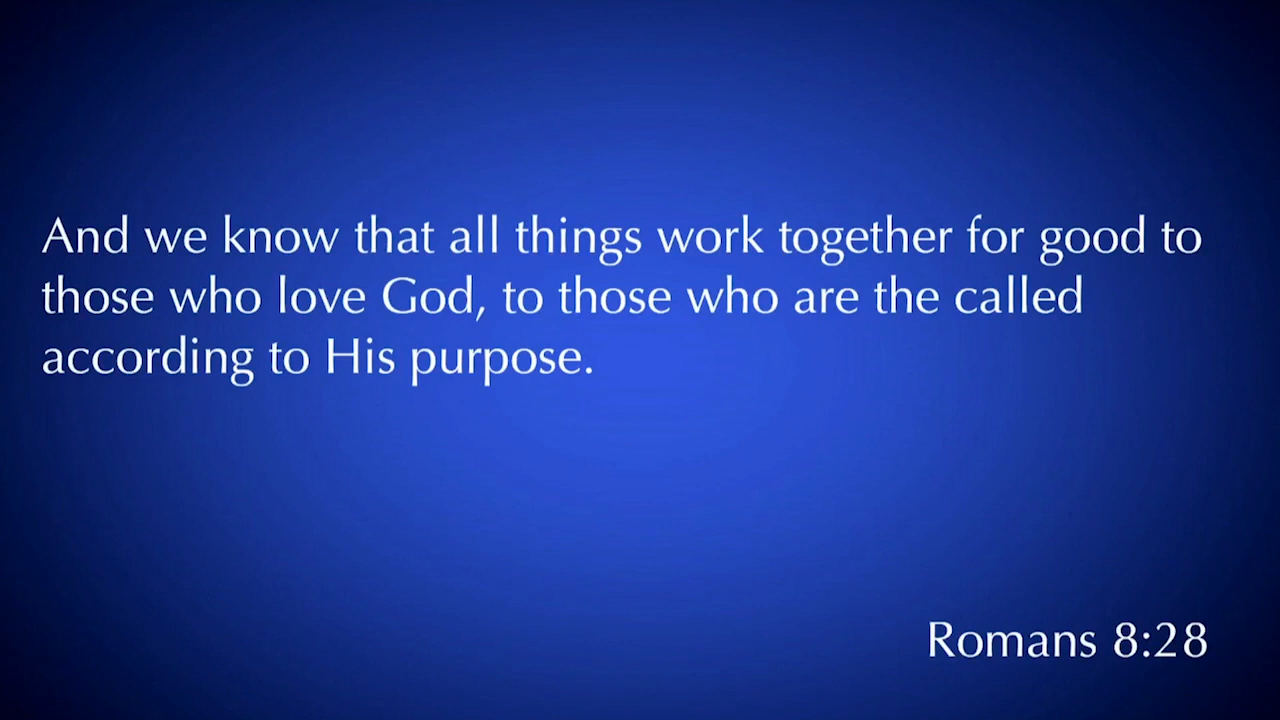 And we know that all things work together for good to
those who love God, to those who are the called
according to His purpose.
Romans 8:28